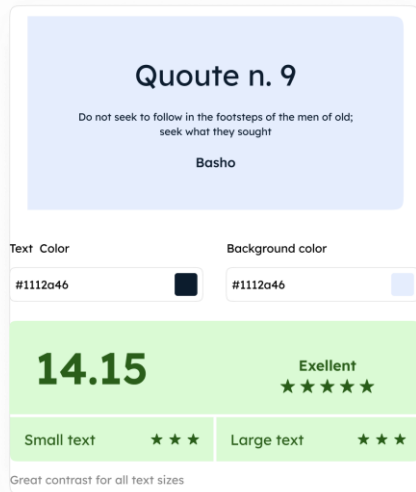 Quoute n. 9
Do not seek to follow in the footsteps of the men of old;
seek what they sought
Basho
Text Color
Background color
#1112a46
#1112a46
14.15
Exellent
Small text
Large text
Great contrast for all text sizes